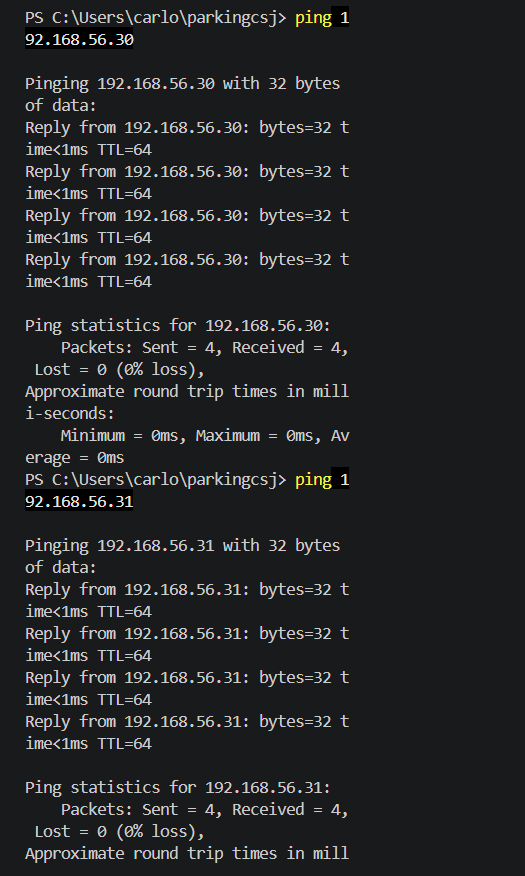 PS C:\Users\carlo\parkingcsj> ping 1
92.168.56.30

Pinging 192.168.56.30 with 32 bytes
of data:
Reply from 192.168.56.30: bytes=32 t
ime<1ms TTL=64
Reply from 192.168.56.30: bytes=32 t
ime<1ms TTL=64
Reply from 192.168.56.30: bytes=32 t
ime<1ms TTL=64
Reply from 192.168.56.30: bytes=32 t
ime<1ms TTL=64

Ping statistics for 192.168.56.30:
    Packets: Sent = 4, Received = 4,
 Lost = 0 (0% loss),
Approximate round trip times in mill
i-seconds:
    Minimum = 0ms, Maximum = 0ms, Av
erage = 0ms
PS C:\Users\carlo\parkingcsj> ping 1
92.168.56.31

Pinging 192.168.56.31 with 32 bytes
of data:
Reply from 192.168.56.31: bytes=32 t
ime<1ms TTL=64
Reply from 192.168.56.31: bytes=32 t
ime<1ms TTL=64
Reply from 192.168.56.31: bytes=32 t
ime<1ms TTL=64
Reply from 192.168.56.31: bytes=32 t
ime<1ms TTL=64

Ping statistics for 192.168.56.31:
    Packets: Sent = 4, Received = 4,
 Lost = 0 (0% loss),
Approximate round trip times in mill